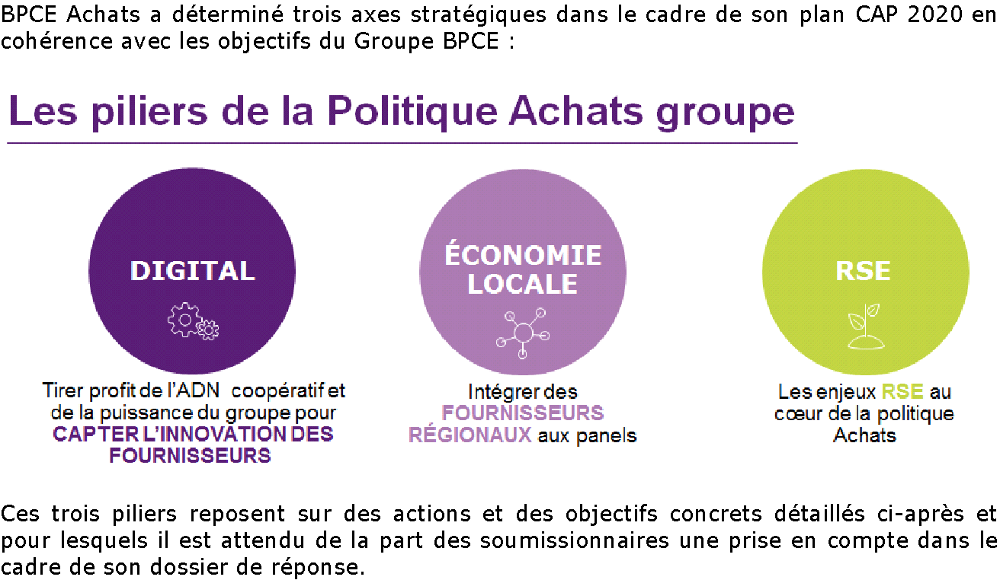 BPCE Achats a déterminé trois axes stratégiques dans le cadre de son plan CAP 2020 en
cohérence avec les objectifs du Groupe BPCE :
Les piliers de la Politique Achats groupe
DIGITAL
Tirer profit de l'ADN coopératif et
de la puissance du groupe pour
CAPTER L'INNOVATION DES
FOURNISSEURS
ÉCONOMIE
LOCALE
Intégrer des
FOURNISSEURS
RÉGIONAUX aux panels
RSE
Les enjeux RSE au
cœur de la politique
Achats
Ces trois piliers reposent sur des actions et des objectifs concrets détaillés ci-après et
pour lesquels il est attendu de la part des soumissionnaires une prise en compte dans le
cadre de son dossier de réponse.